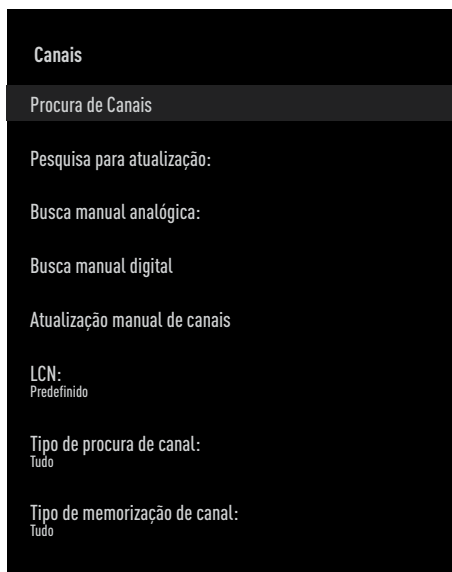 Canais
Procura de Canais
Pesquisa para atualização:
Busca manual analógica:
Busca manual digital
Atualização manual de canais
LCN:
Predefinido
Tipo de procura de canal:
Tudo
Tipo de memorização de canal:
Tudo